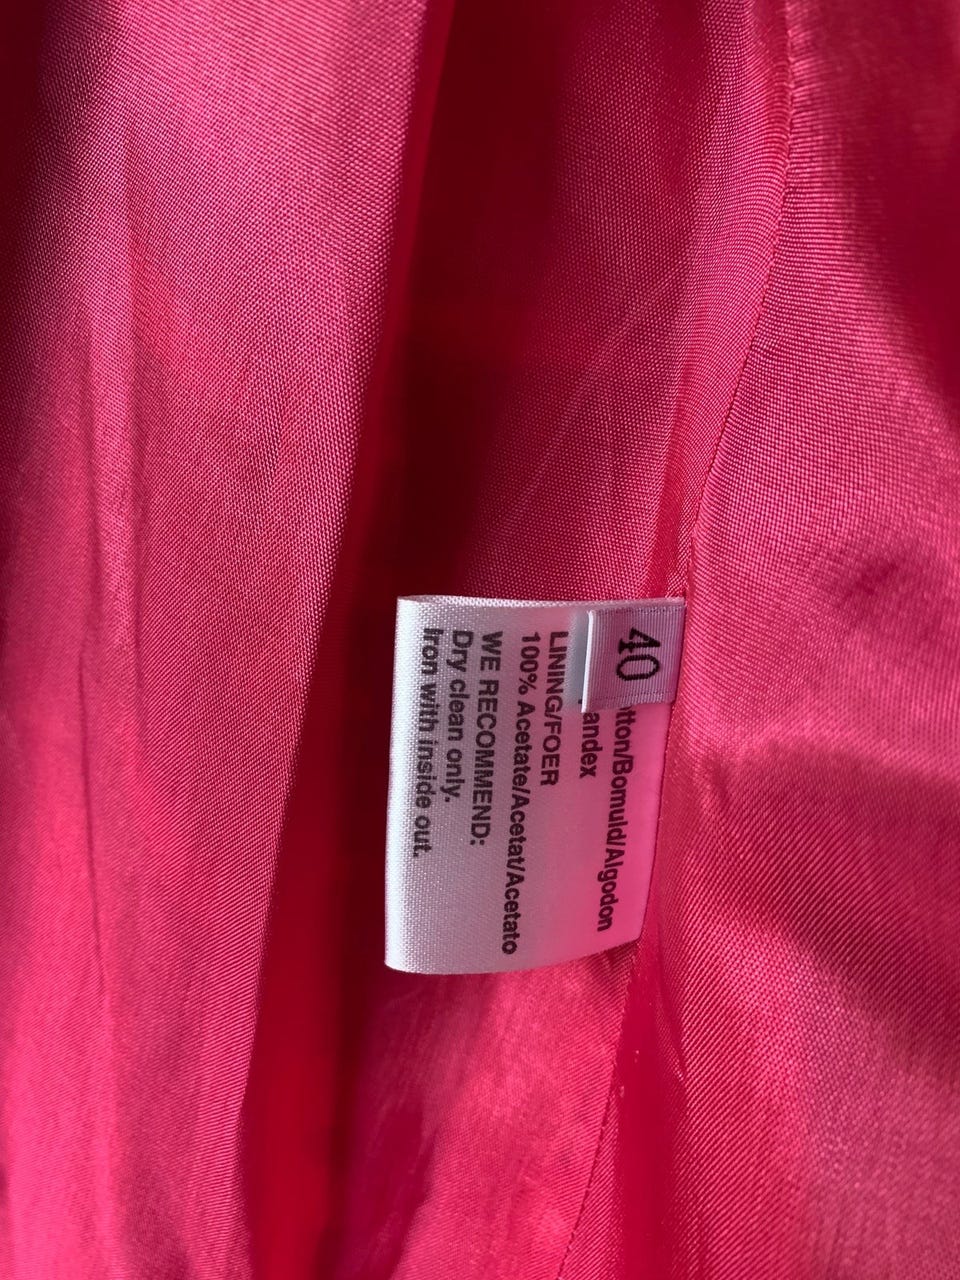 40
tton/Bomuld/Algodon
andex
LINING/FOER
100% Acetate/Acetat/Acetato
WE RECOMMEND:
Dry clean only.
Iron with inside out.